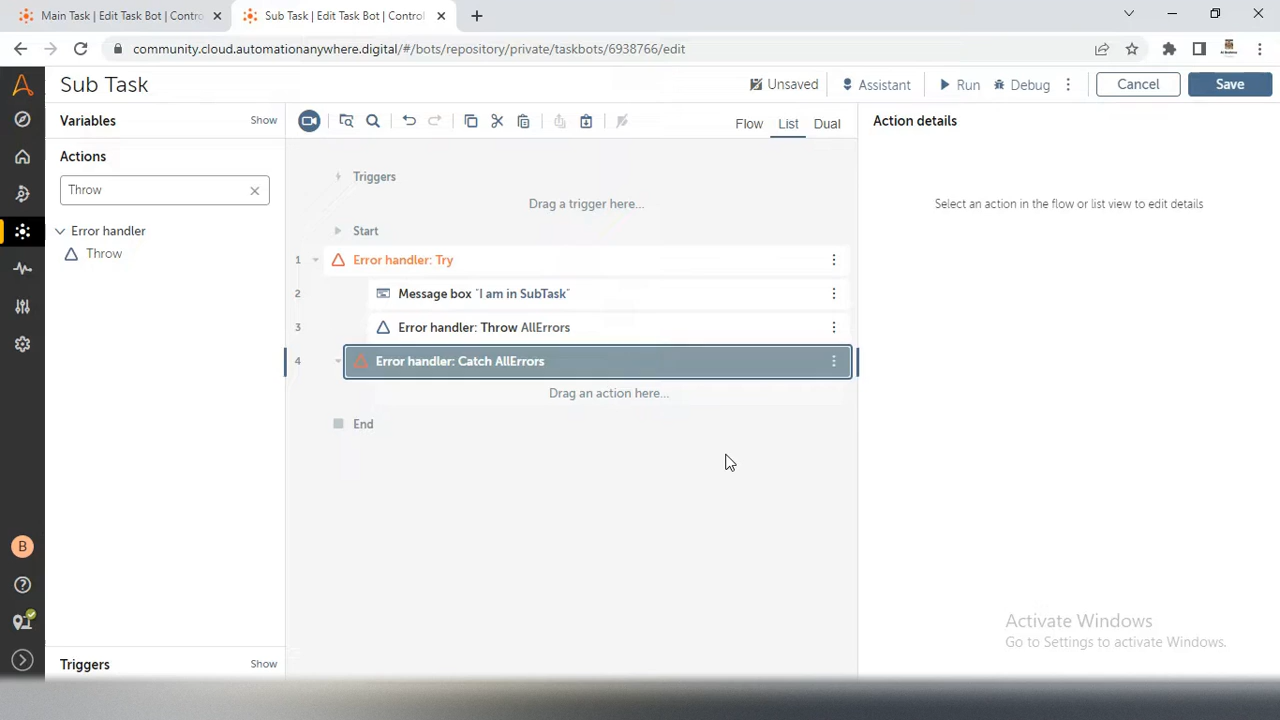 Main Task | Edit Task Bot | Contro
Sub Task | Edit Task Bot | Control
community.cloud.automationanywhere.digital/#/bots/repository/private/taskbots/6938766/edit
Sub Task
Unsaved
Assistant
Run
Debug
Cancel
Save
Variables
Show
Flow
List
Dual
Action details
Actions
Throw
Error handler
Throw
Triggers
Drag a trigger here...
Start
1
Error handler: Try
2
Message box "I am in SubTask"
3
Error handler: Throw AllErrors
4
Error handler: Catch AllErrors
Drag an action here...
End
Select an action in the flow or list view to edit details
B
Triggers
Show
Activate Windows
Go to Settings to activate Windows.